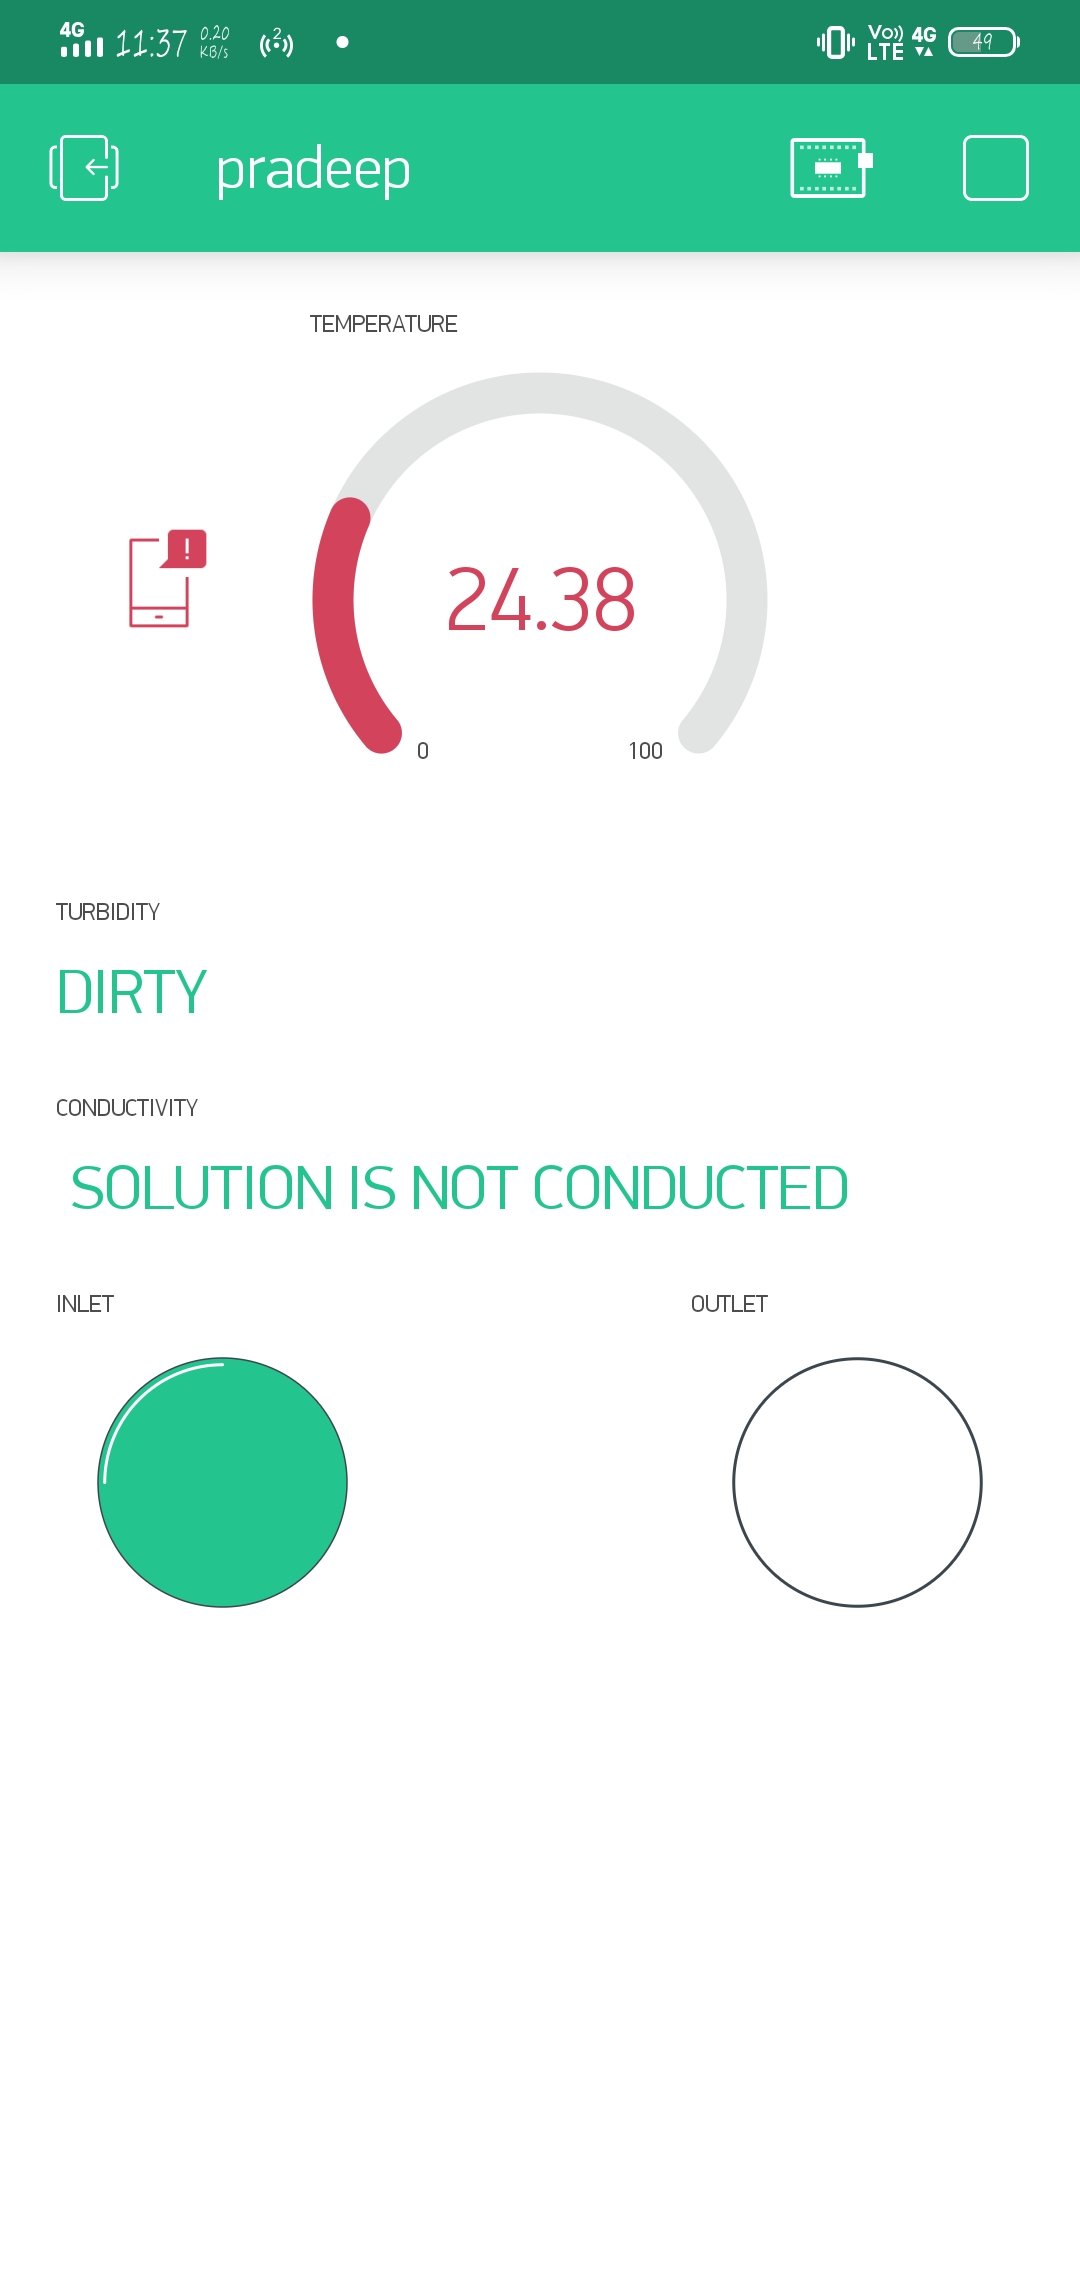 4G 11:37 0.20 KB/s 2 Vo)) LTE 4G 49
pradeep
TEMPERATURE
!
24.38
0 100
TURBIDITY
DIRTY
CONDUCTIVITY
SOLUTION IS NOT CONDUCTED
INLET OUTLET